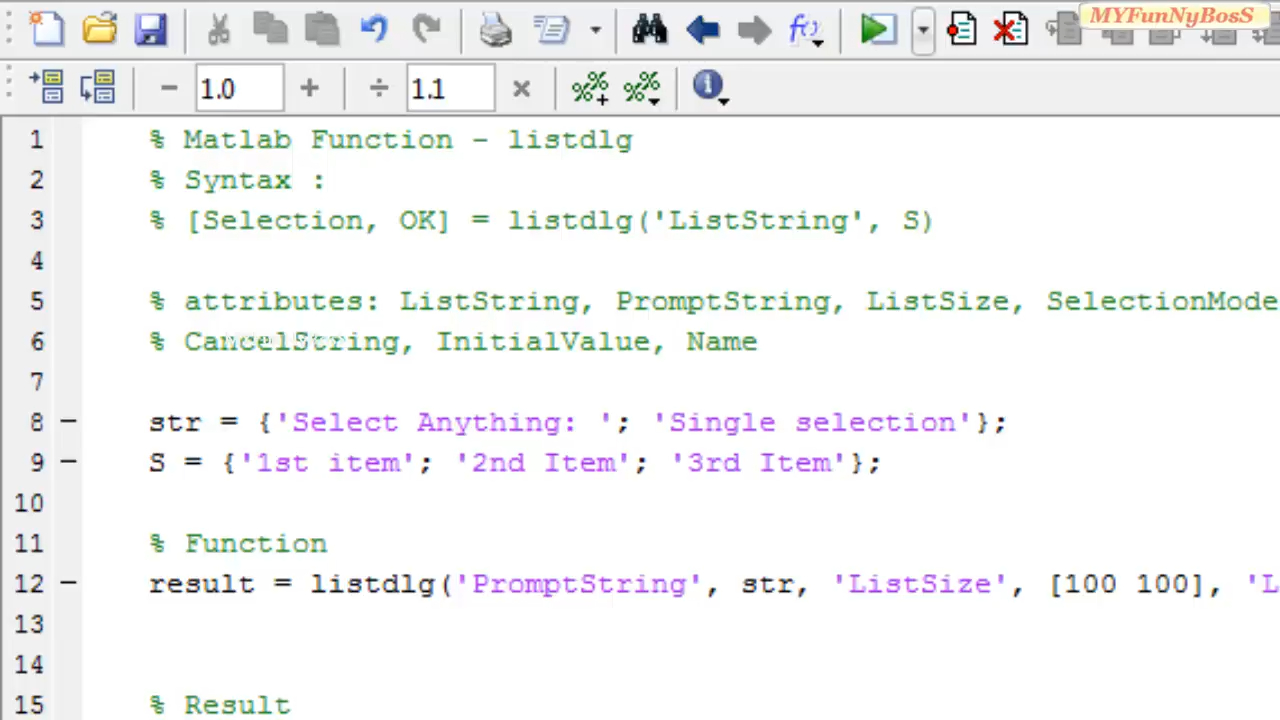 MYFunNyBosS
1.0
1.1
1 % Matlab Function - listdlg
2 % Syntax :
3 % [Selection, OK] = listdlg('ListString', S)
4
5 % attributes: ListString, PromptString, ListSize, SelectionMode
6 % CancelString, InitialValue, Name
7
8 str = {'Select Anything: '; 'Single selection'};
9 S = {'1st item'; '2nd Item'; '3rd Item'};
10
11 % Function
12 result = listdlg('PromptString', str, 'ListSize', [100 100], 'L
13
14
15 % Result